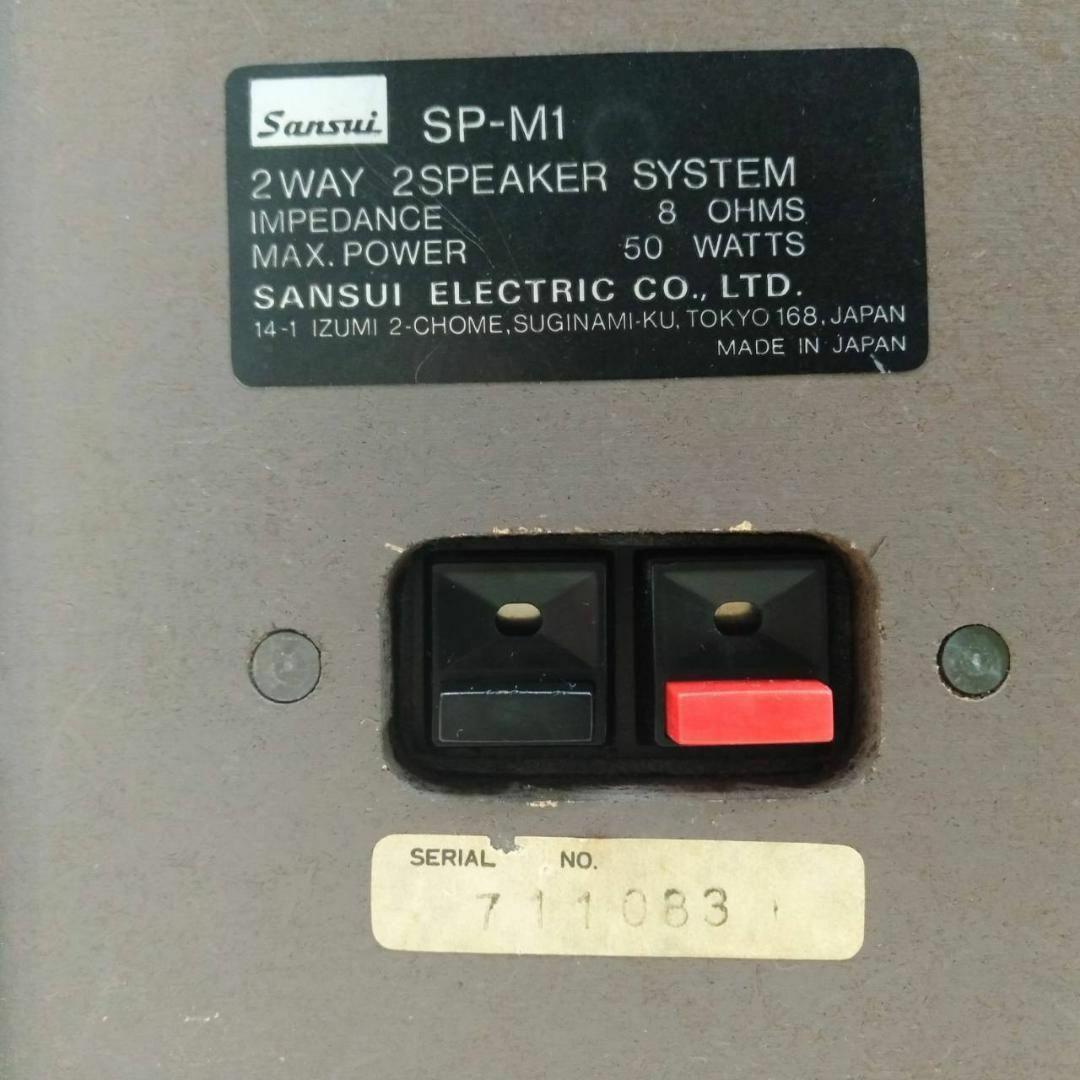 Sansui SP-M1
2WAY 2SPEAKER SYSTEM
IMPEDANCE 8 OHMS
MAX. POWER 50 WATTS
SANSUI ELECTRIC CO., LTD.
14-1 IZUMI 2-CHOME, SUGINAMI-KU, TOKYO 168, JAPAN
MADE IN JAPAN
SERIAL NO.
711083